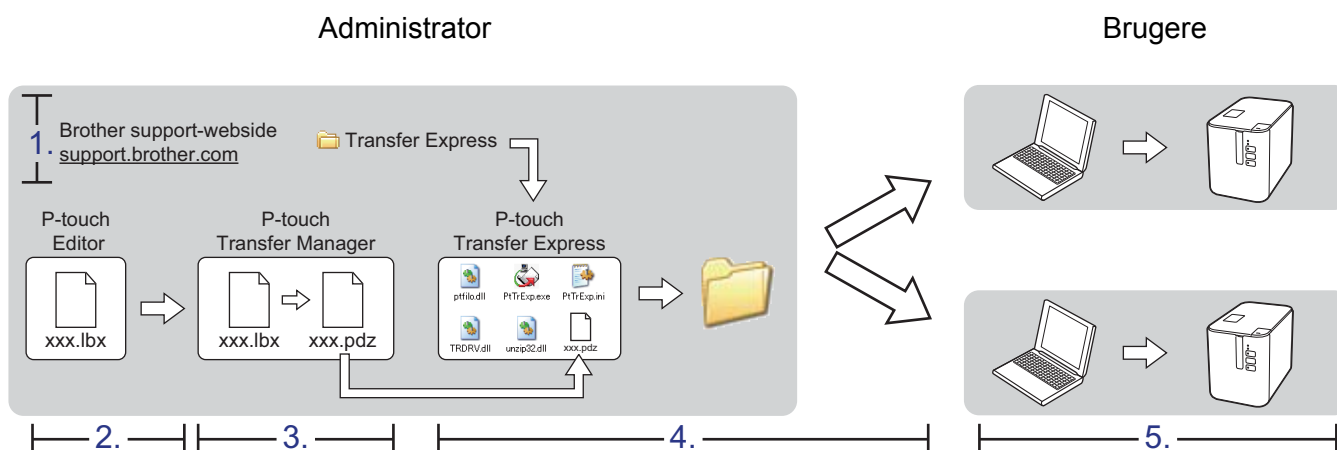 Administrator
Brugere
1.
Brother support-webside
support.brother.com
Transfer Express
P-touch
Editor
xxx.lbx
P-touch
Transfer Manager
xxx.lbx
xxx.pdz
P-touch
Transfer Express
ptfilo.dll
PtTrExp.exe
PtTrExp.ini
TRDRV.dll
unzip32.dll
xxx.pdz
2.
3.
4.
5.